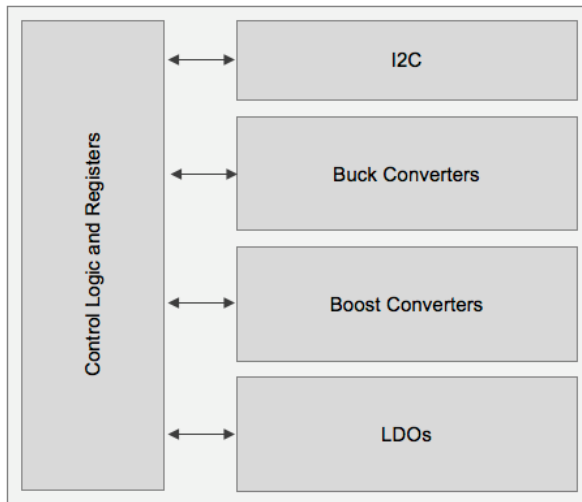 Control Logic and Registers
I2C
Buck Converters
Boost Converters
LDOs